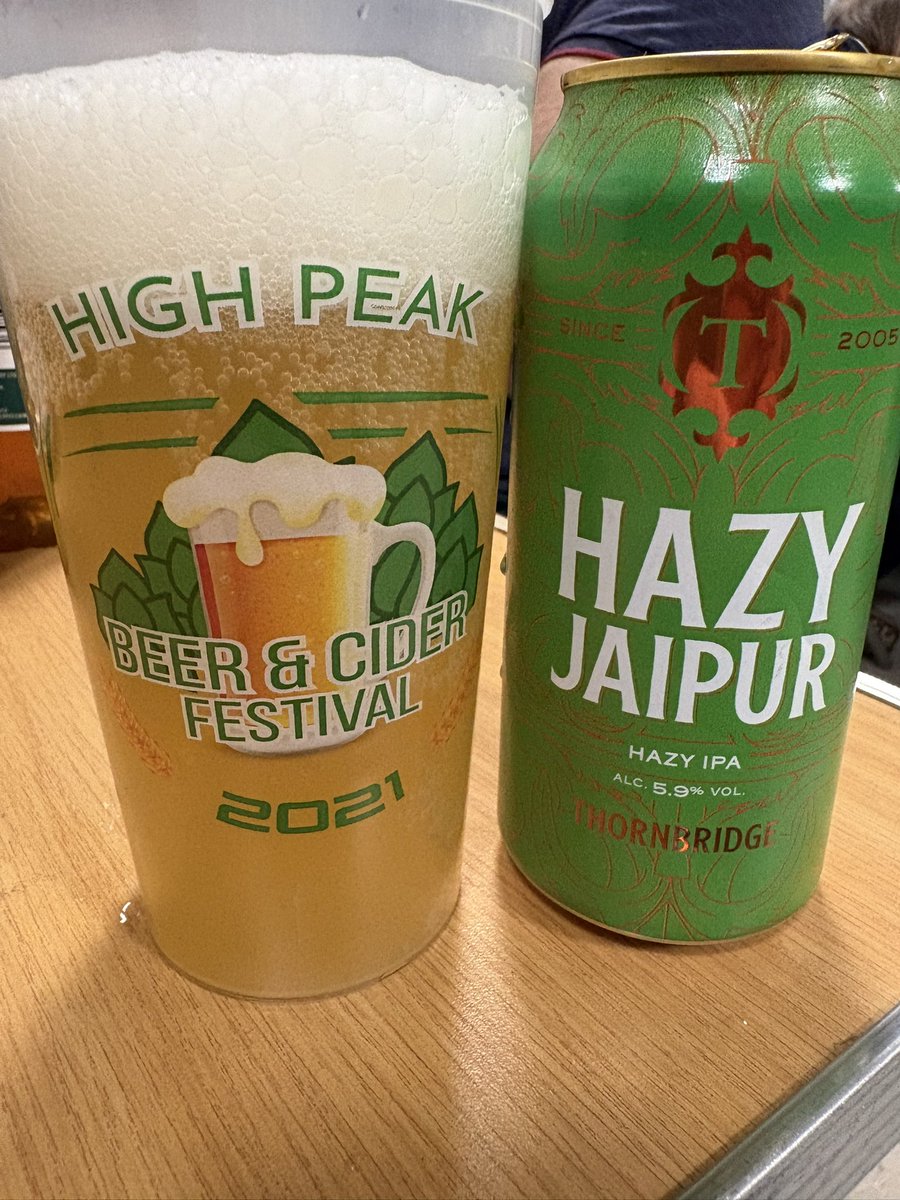 HIGH PEAK
BEER & CIDER
FESTIVAL
2021
SINCE
T
2005
HAZY
JAIPUR
HAZY IPA
ALC. 5.9% VOL.
THORNBRIDGE